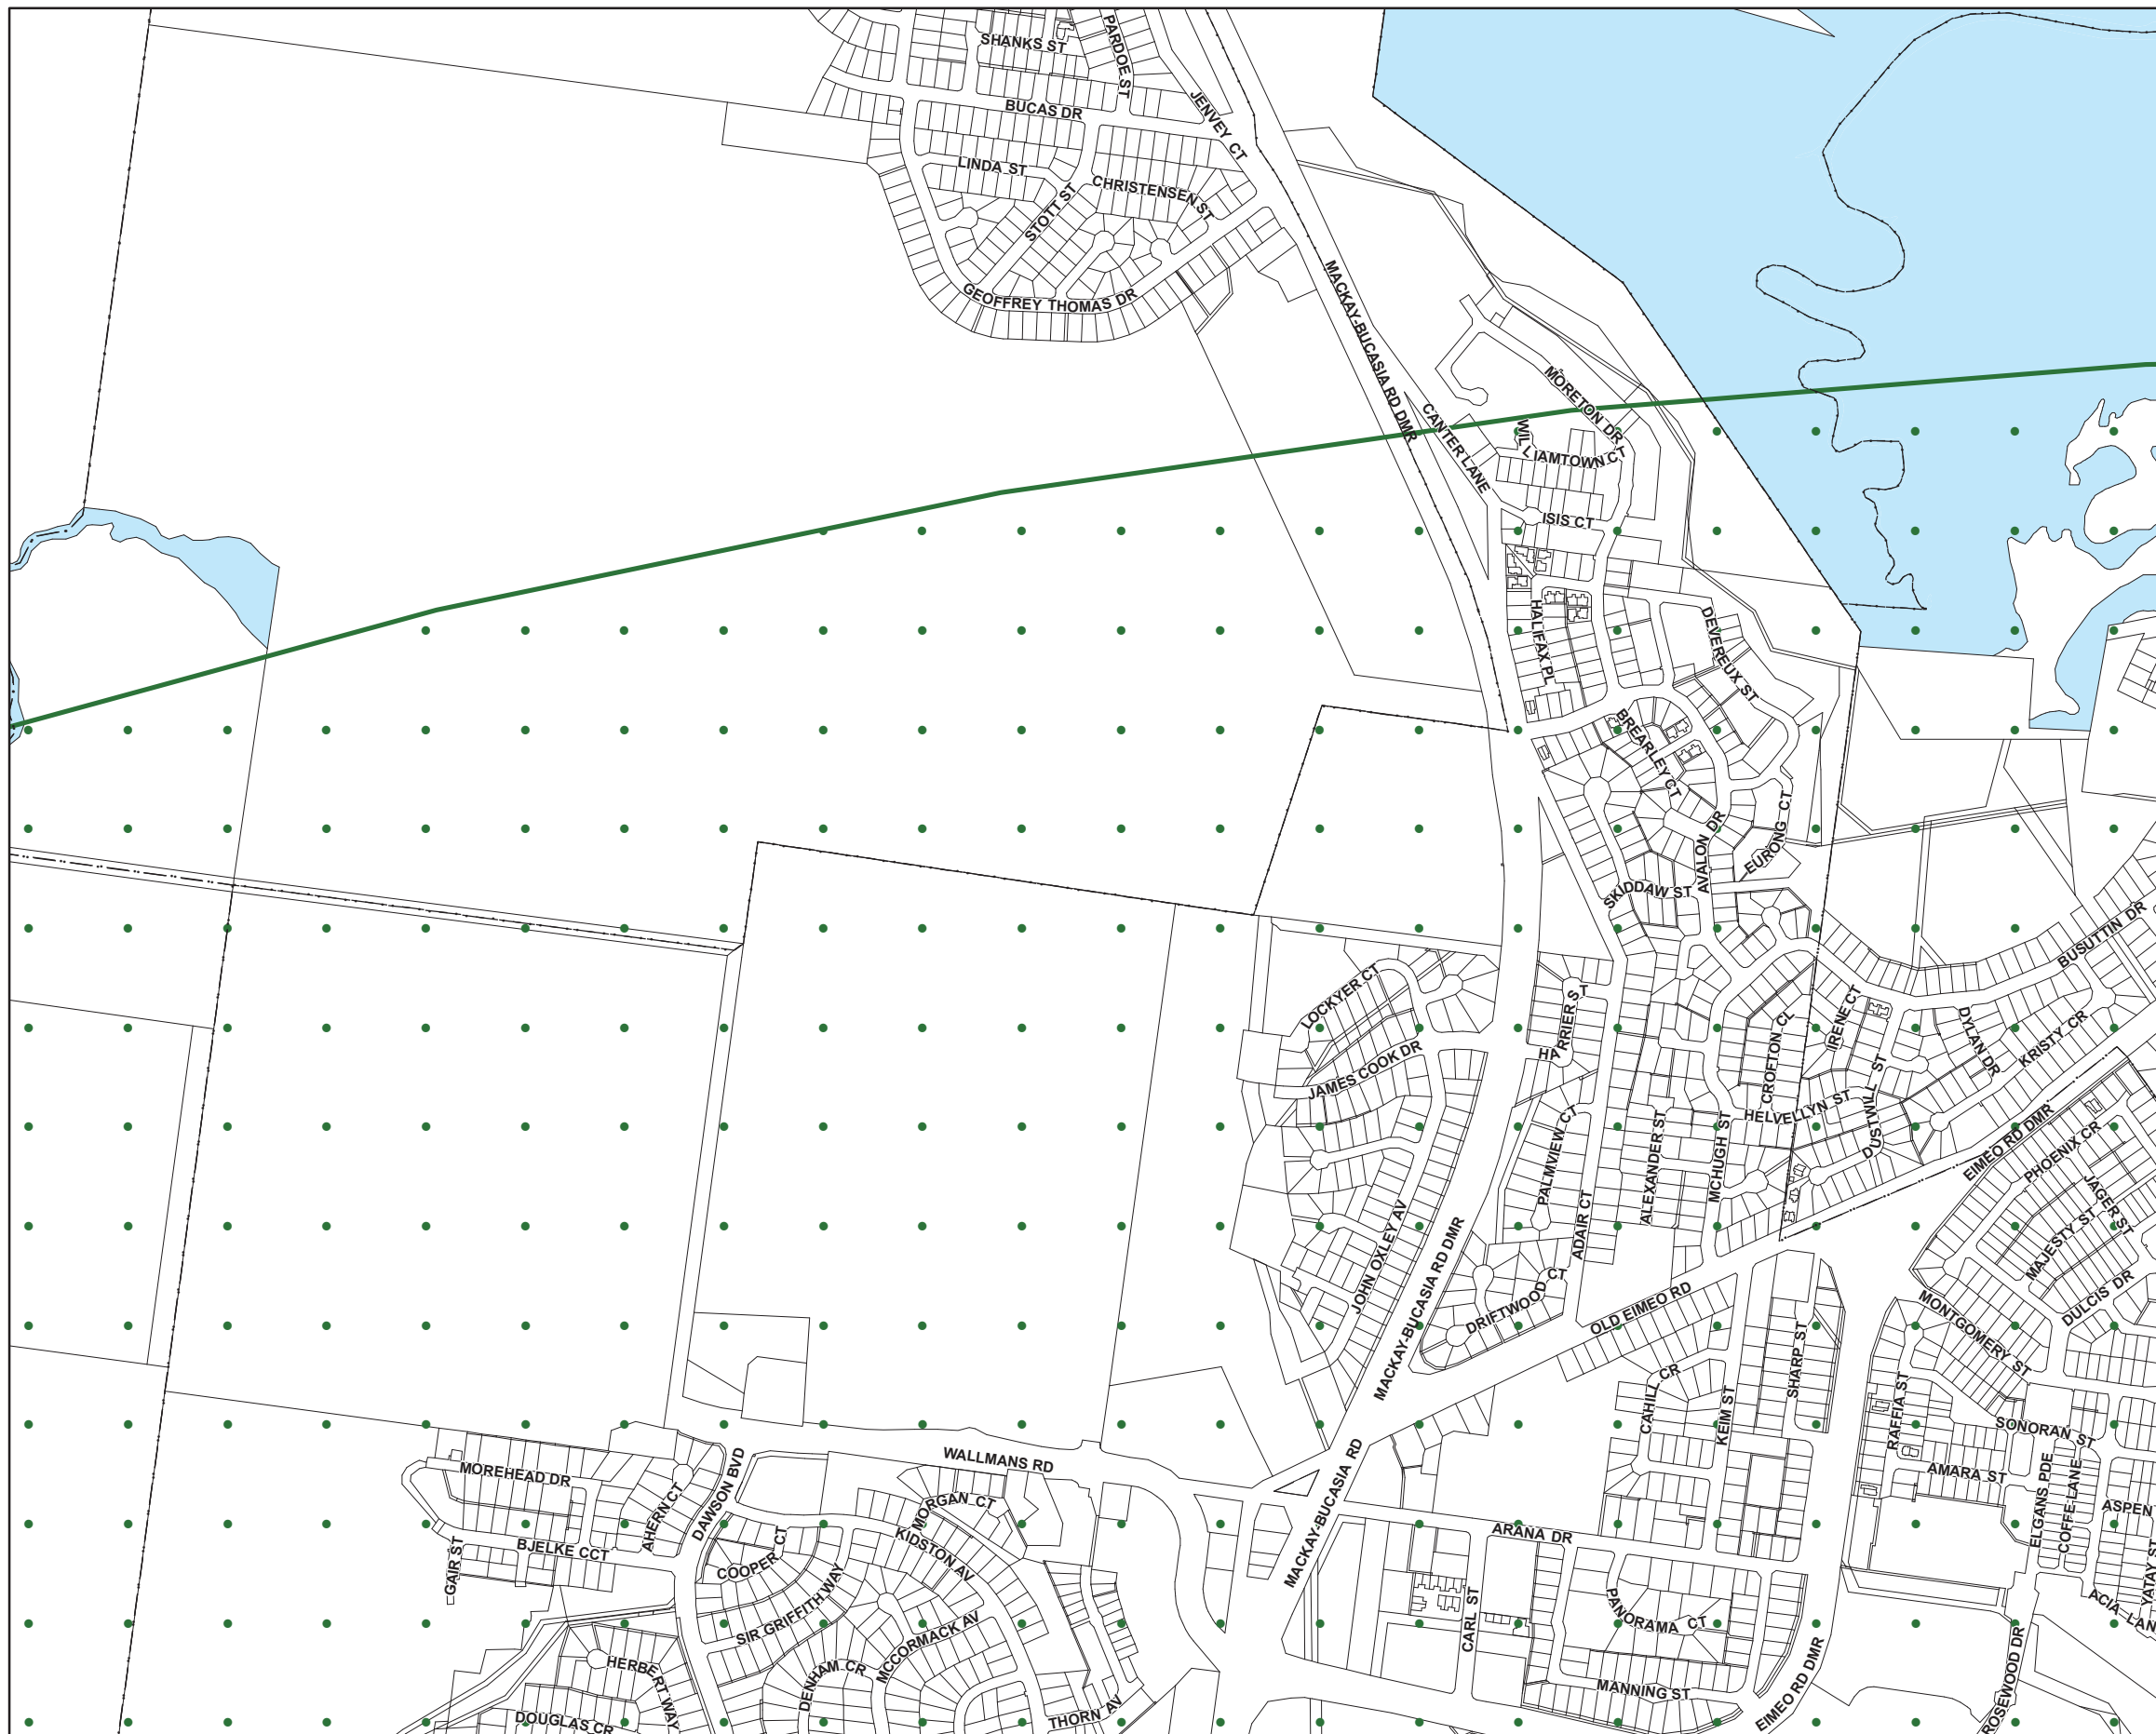 SHANKS ST
PARDOE ST
BUCAS DR
JENVEY CT
LINDA ST
CHRISTENSEN ST
STOTT ST
GEOFFREY THOMAS DR
MACKAY-BUCASIA RD DMR
MORETON DR
CANTER LANE
WILLIAMTOWN CT
ISIS CT
HALIFAX PL
DEVEREUX ST
BREARLEY CT
AVALON DR
EURONG CT
SKIDDAW ST
BUSUTTIN DR
LOCKYER CT
HARRIER ST
JAMES COOK DR
CROFTON CL
IRENE CT
DYLAN DR
KRISTY CR
DUSTWILL ST
HELVELLYN ST
EIMEO RD DMR
PHOENIX CR
PALMVIEW CT
ALEXANDER ST
MCHUGH ST
ADAIR CT
JAGER ST
MAJESTY ST
JOHN OXLEY AV
MACKAY-BUCASIA RD DMR
DRIFTWOOD CT
OLD EIMEO RD
DULCIS DR
MONTGOMERY ST
SHARP ST
CAHILL CR
KEIM ST
RAFFIA ST
SONORAN ST
AMARA ST
WALLMANS RD
MOREHEAD DR
AHERN CT
DAWSON BVD
MORGAN CT
KIDSTON AV
MACKAY-BUCASIA RD
ARANA DR
ELGANS PDE
COFFE LANE
ASPEN
BJELKE CCT
GAIR ST
COOPER CT
SIR GRIFFITH WAY
MCCORMACK AV
CARL ST
PANORAMA CT
YATAY ST
ACIA LAN
HERBERT WAY
DENHAM CR
THORN AV
MANNING ST
EIMEO RD DMR
ROSEWOOD DR
DOUGLAS CR